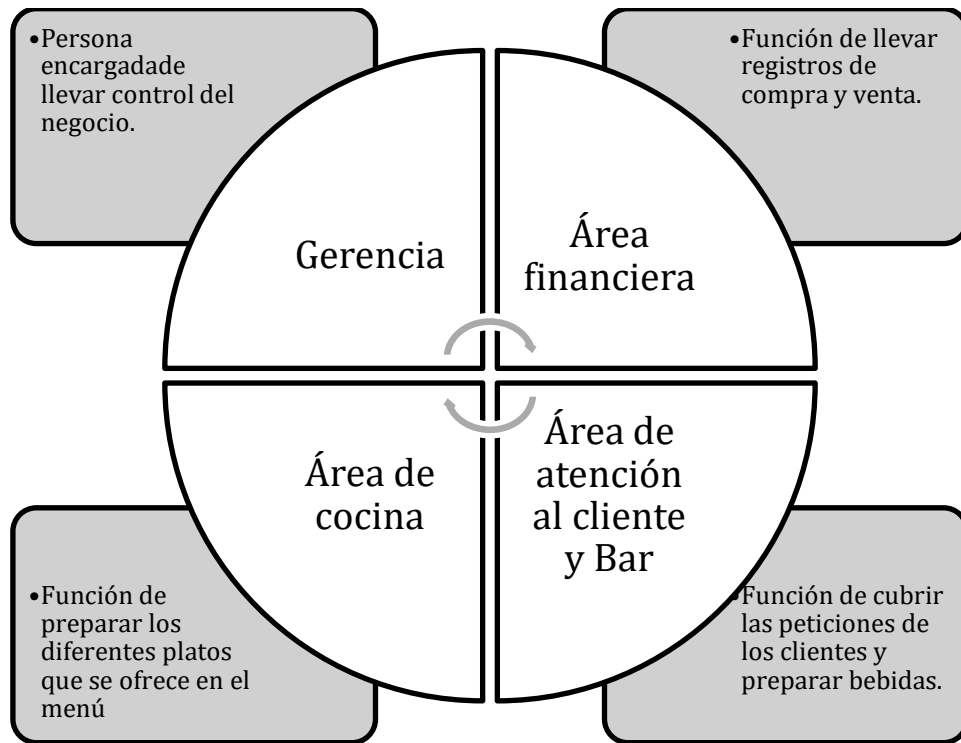 •Persona
encargadade
llevar control del
negocio.
•Función de llevar
registros de
compra y venta.
Gerencia
Área
financiera
Área de
cocina
Área de
atención
al cliente
y Bar
•Función de
preparar los
diferentes platos
que se ofrece en el
menú
•Función de cubrir
las peticiones de
los clientes y
preparar bebidas.